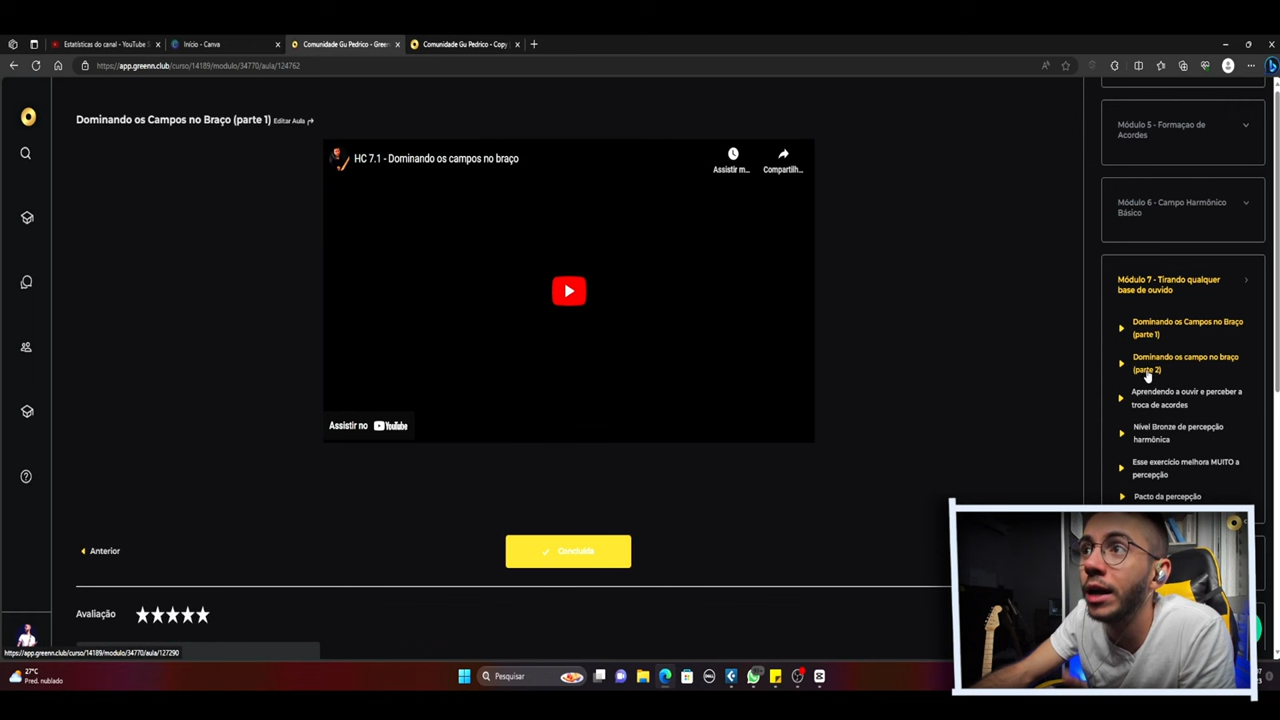 Estatísticas do canal - YouTube S
Início - Canva
Comunidade Gu Pedrico - Green
Comunidade Gu Pedrico - Copy
https://app.greenn.club/curso/14189/modulo/34770/aula/124762
Dominando os Campos no Braço (parte 1) Editar Aula
HC 7.1 - Dominando os campos no braço
Assistir m...
Compartilh...
Assistir no YouTube
Anterior
Concluída
Avaliação
Módulo 5 - Formaçao de
Acordes
Módulo 6 - Campo Harmônico
Básico
Módulo 7 - Tirando qualquer
base de ouvido
Dominando os Campos no Braço
(parte 1)
Dominando os campo no braço
(parte 2)
Aprendendo a ouvir e perceber a
troca de acordes
Nível Bronze de percepção
harmônica
Esse exercício melhora MUITO a
percepção
Pacto da percepção
https://app.greenn.club/curso/14189/modulo/34770/aula/127290
27°C
Pred. nublado
Pesquisar